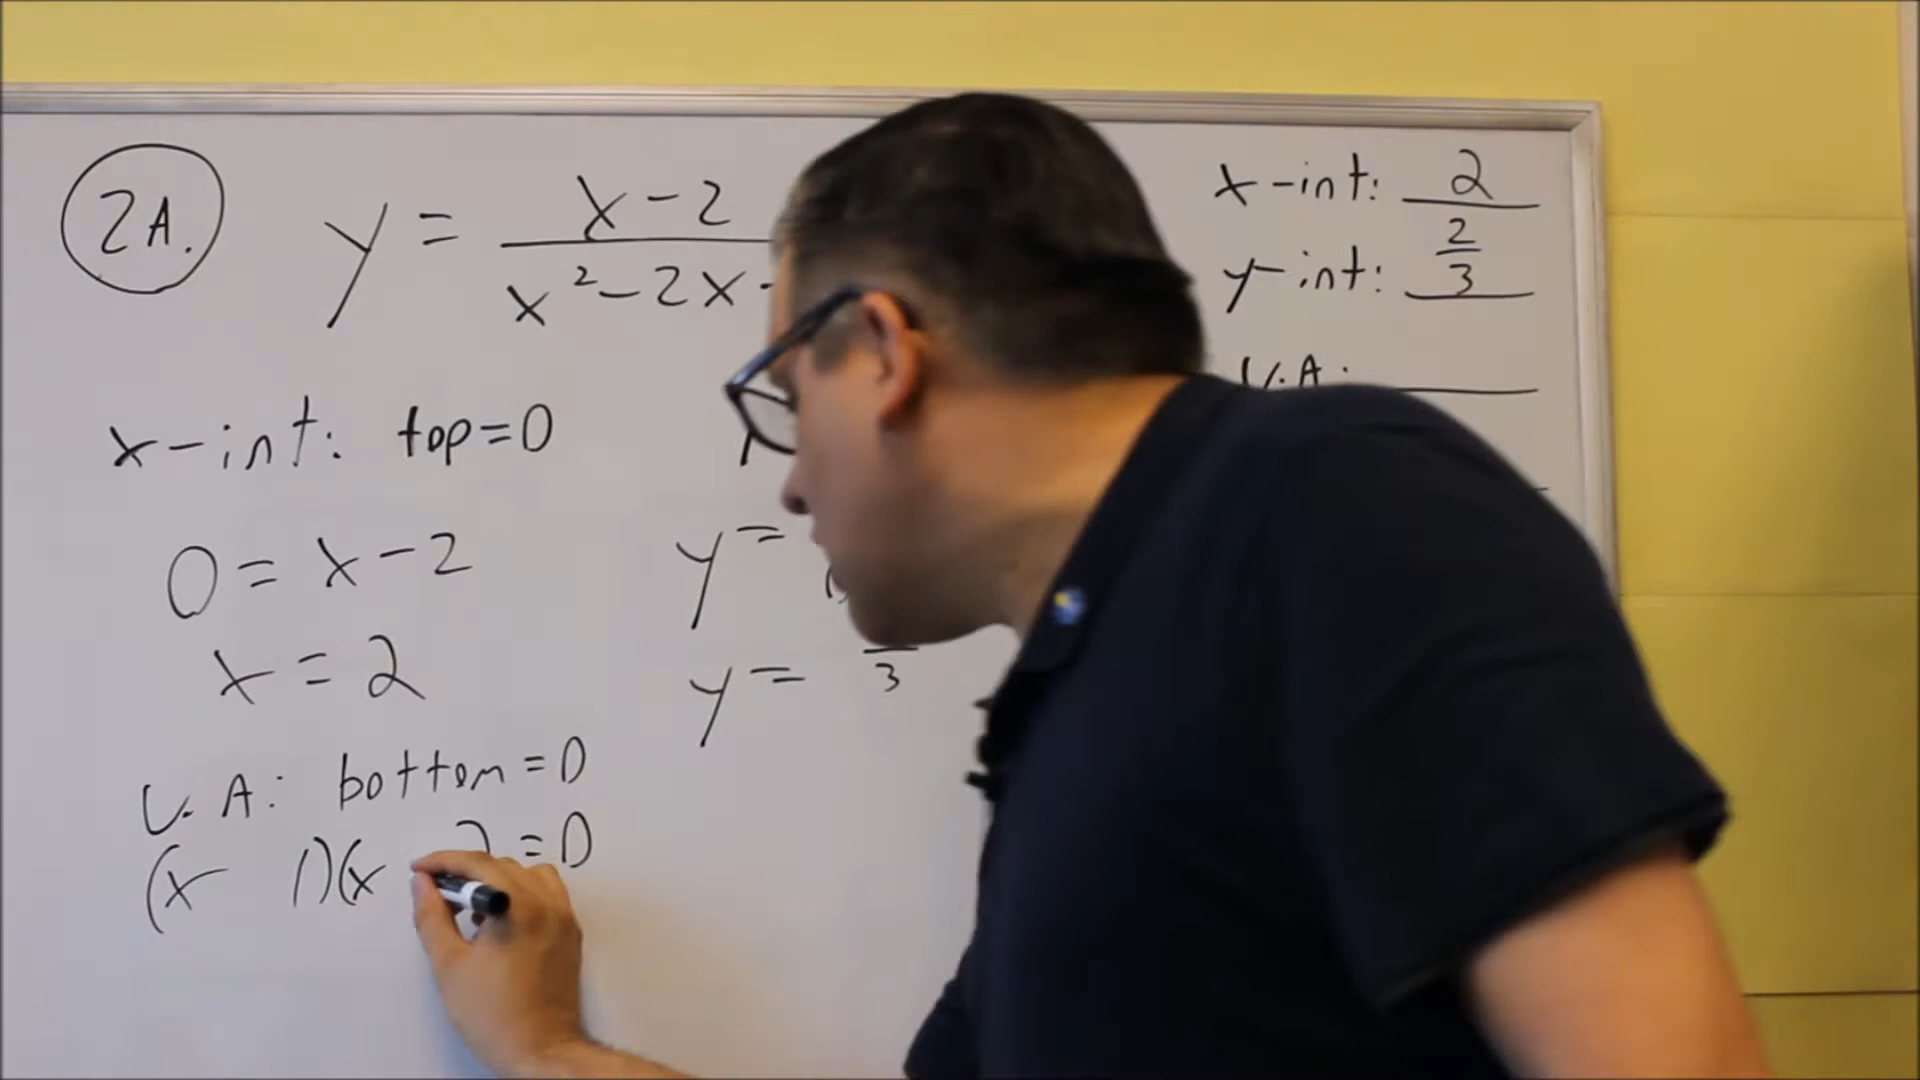 2A.
y = x-2
x²-2x-
x-int: 2
y-int: 2/3
V.A:
x-int: top=0
0 = x-2
x = 2
y =
y = 3
V.A: bottom=0
(x 1)(x =0